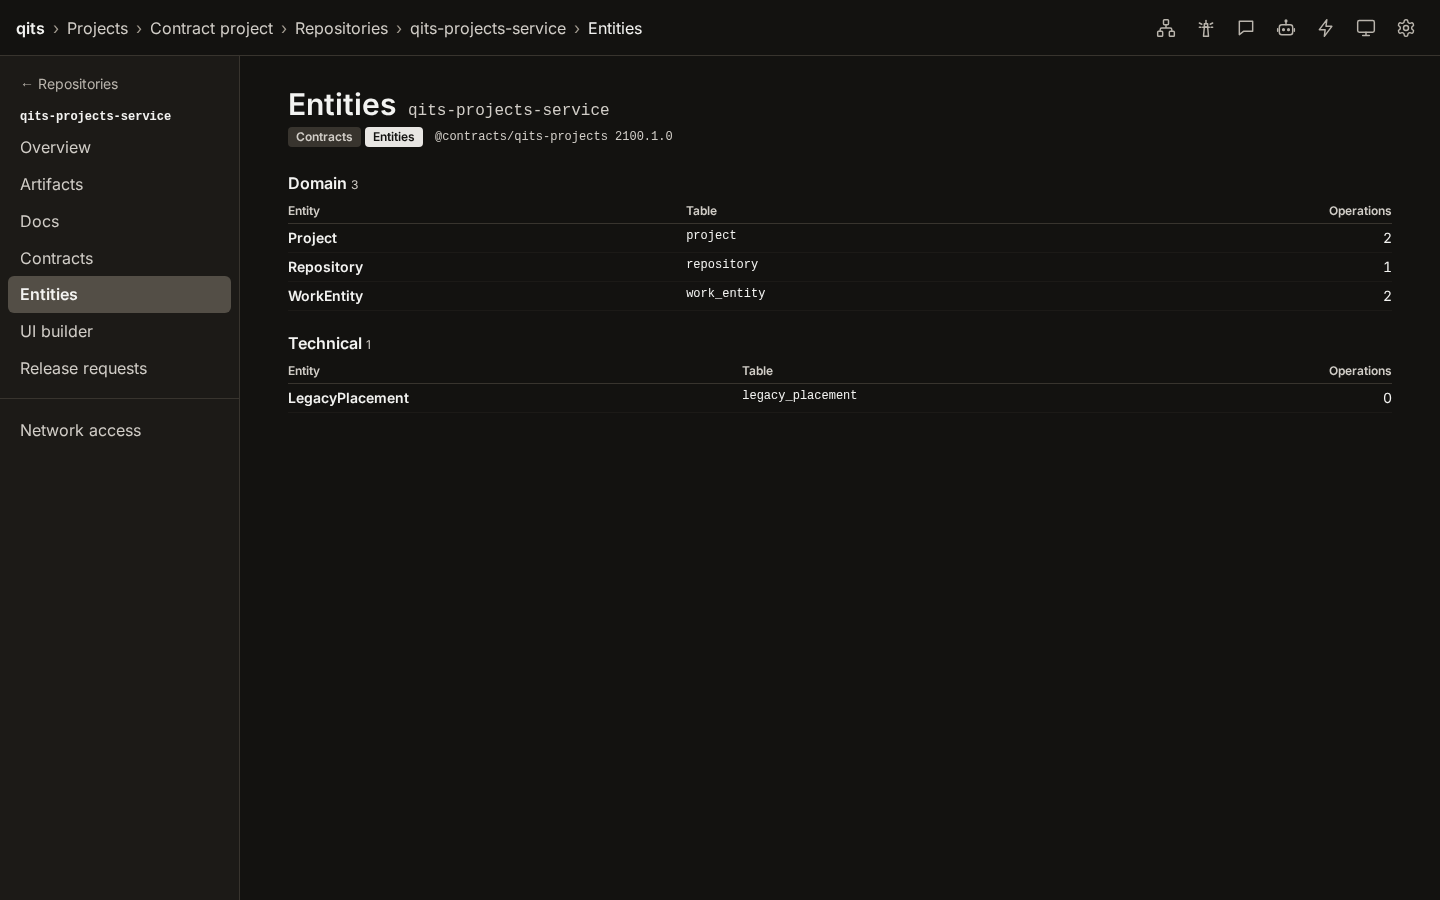 qits › Projects › Contract project › Repositories › qits-projects-service › Entities
← Repositories
qits-projects-service
Overview
Artifacts
Docs
Contracts
Entities
UI builder
Release requests
Network access
Entities qits-projects-service
Contracts Entities @contracts/qits-projects 2100.1.0
Domain 3
Entity Table Operations
Project project 2
Repository repository 1
WorkEntity work_entity 2
Technical 1
Entity Table Operations
LegacyPlacement legacy_placement 0